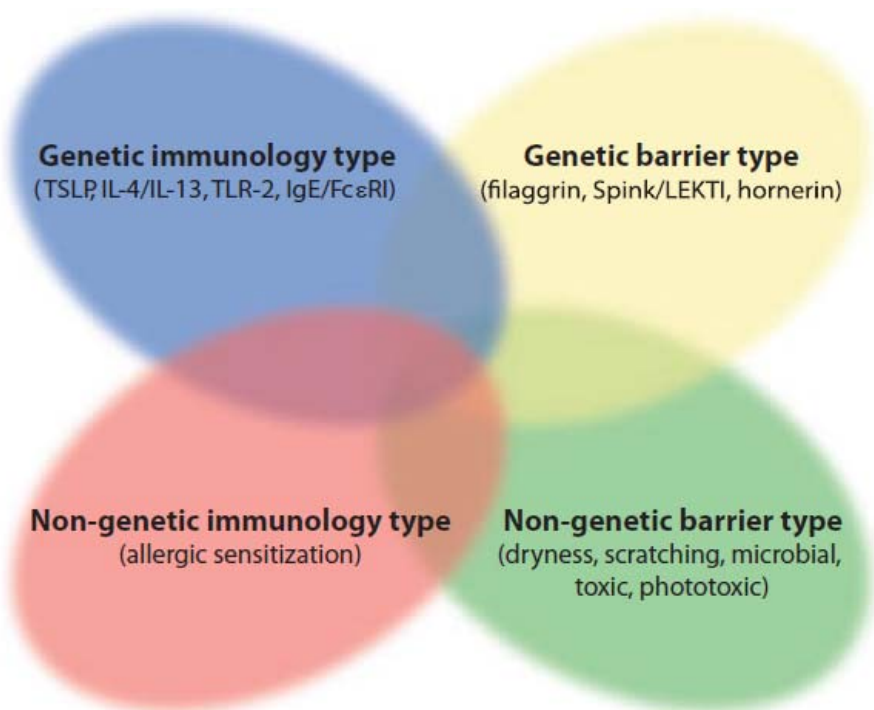 Genetic immunology type
(TSLP, IL-4/IL-13, TLR-2, IgE/FcεRI)
Genetic barrier type
(filaggrin, Spink/LEKTI, hornerin)
Non-genetic immunology type
(allergic sensitization)
Non-genetic barrier type
(dryness, scratching, microbial,
toxic, phototoxic)